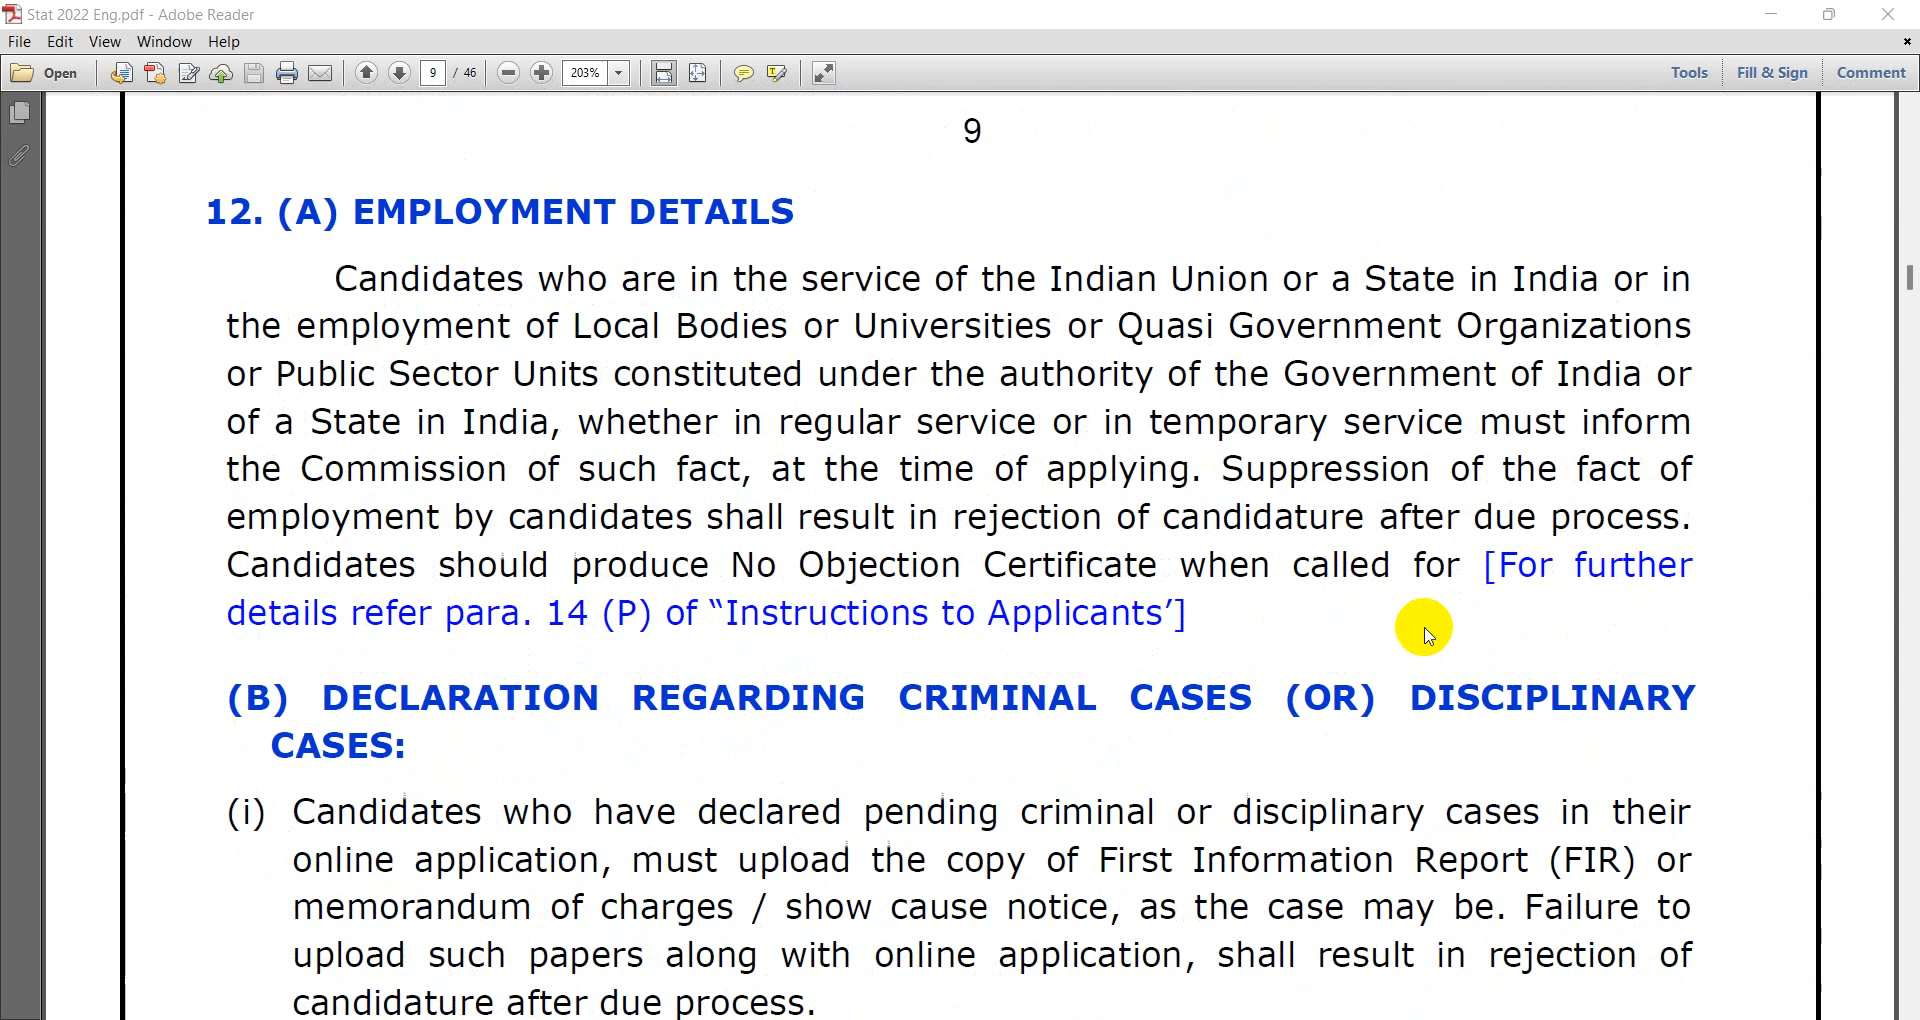 Stat 2022 Eng.pdf - Adobe Reader
File Edit View Window Help
Open 9 / 46 203% Tools Fill & Sign Comment
9
12. (A) EMPLOYMENT DETAILS
Candidates who are in the service of the Indian Union or a State in India or in
the employment of Local Bodies or Universities or Quasi Government Organizations
or Public Sector Units constituted under the authority of the Government of India or
of a State in India, whether in regular service or in temporary service must inform
the Commission of such fact, at the time of applying. Suppression of the fact of
employment by candidates shall result in rejection of candidature after due process.
Candidates should produce No Objection Certificate when called for [For further
details refer para. 14 (P) of “Instructions to Applicants’]
(B) DECLARATION REGARDING CRIMINAL CASES (OR) DISCIPLINARY
CASES:
(i) Candidates who have declared pending criminal or disciplinary cases in their
online application, must upload the copy of First Information Report (FIR) or
memorandum of charges / show cause notice, as the case may be. Failure to
upload such papers along with online application, shall result in rejection of
candidature after due process.